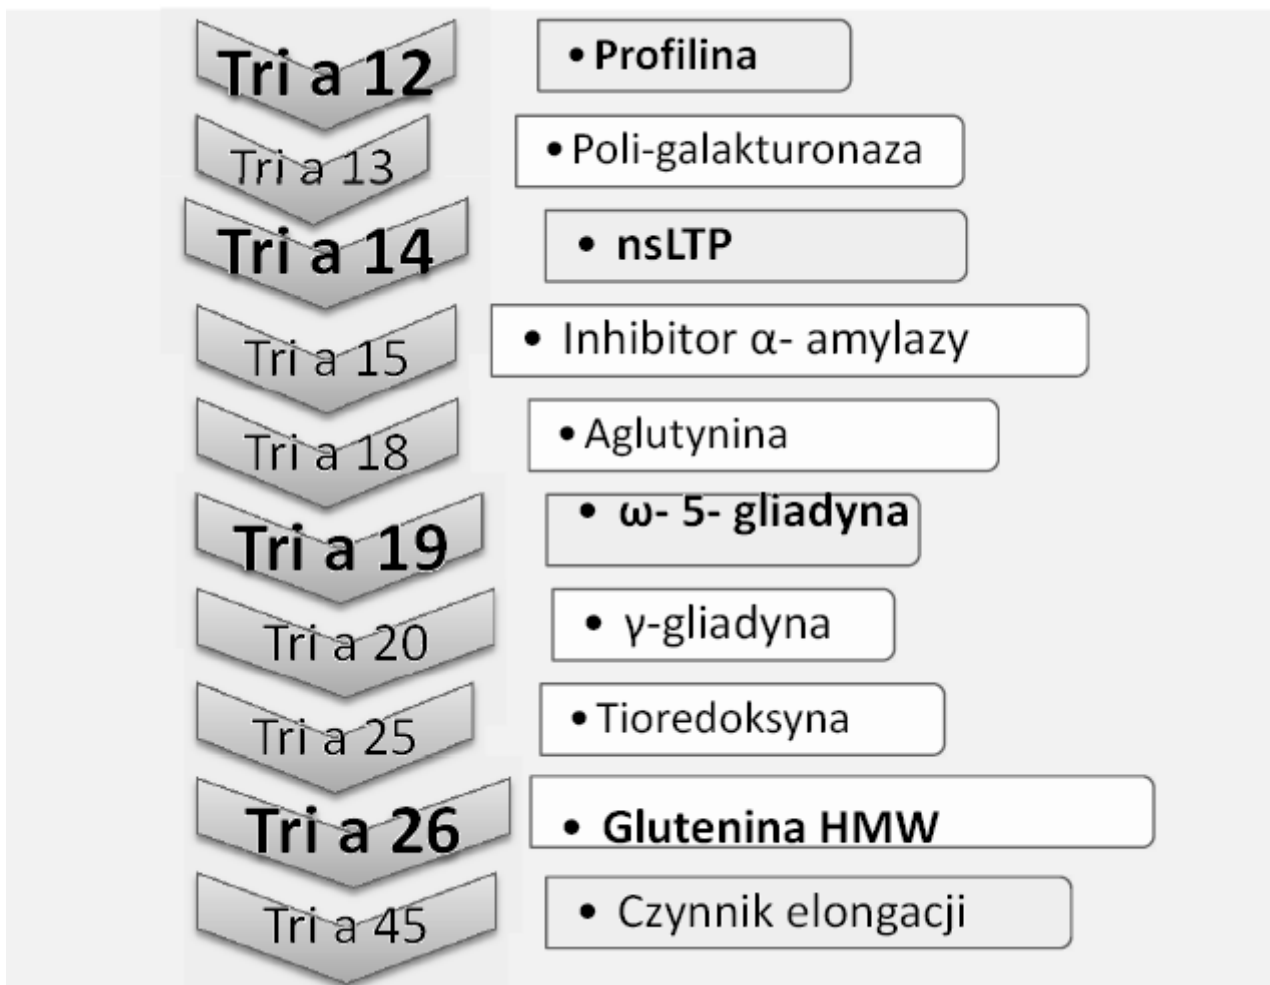 Tri a 12 • Profilina
Tri a 13 • Poli-galakturonaza
Tri a 14 • nsLTP
Tri a 15 • Inhibitor α- amylazy
Tri a 18 • Aglutynina
Tri a 19 • ω- 5- gliadyna
Tri a 20 • γ-gliadyna
Tri a 25 • Tioredoksyna
Tri a 26 • Glutenina HMW
Tri a 45 • Czynnik elongacji